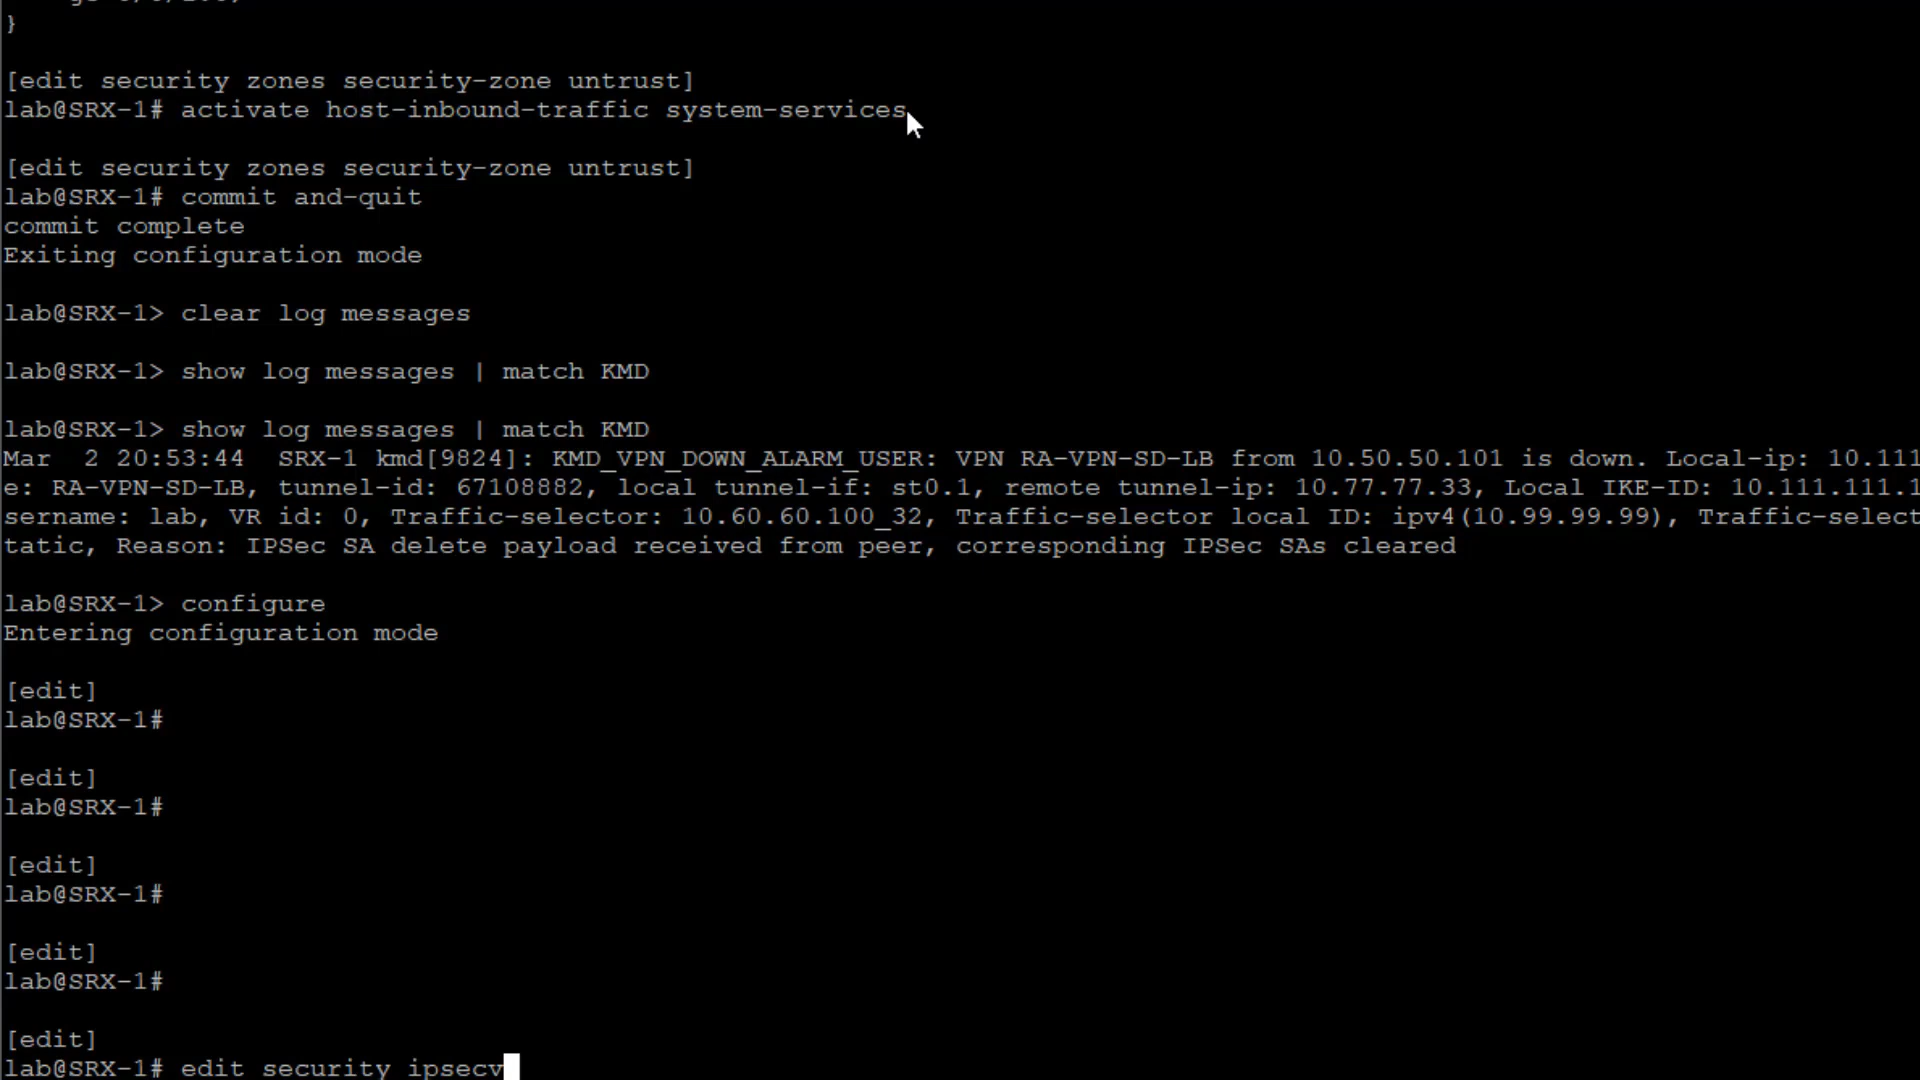 }
[edit security zones security-zone untrust]
lab@SRX-1# activate host-inbound-traffic system-services
[edit security zones security-zone untrust]
lab@SRX-1# commit and-quit
commit complete
Exiting configuration mode
lab@SRX-1> clear log messages
lab@SRX-1> show log messages | match KMD
lab@SRX-1> show log messages | match KMD
Mar  2 20:53:44  SRX-1 kmd[9824]: KMD_VPN_DOWN_ALARM_USER: VPN RA-VPN-SD-LB from 10.50.50.101 is down. Local-ip: 10.111
e: RA-VPN-SD-LB, tunnel-id: 67108882, local tunnel-if: st0.1, remote tunnel-ip: 10.77.77.33, Local IKE-ID: 10.111.111.1
sername: lab, VR id: 0, Traffic-selector: 10.60.60.100_32, Traffic-selector local ID: ipv4(10.99.99.99), Traffic-select
tatic, Reason: IPSec SA delete payload received from peer, corresponding IPSec SAs cleared
lab@SRX-1> configure
Entering configuration mode
[edit]
lab@SRX-1#
[edit]
lab@SRX-1#
[edit]
lab@SRX-1#
[edit]
lab@SRX-1#
[edit]
lab@SRX-1# edit security ipsecv